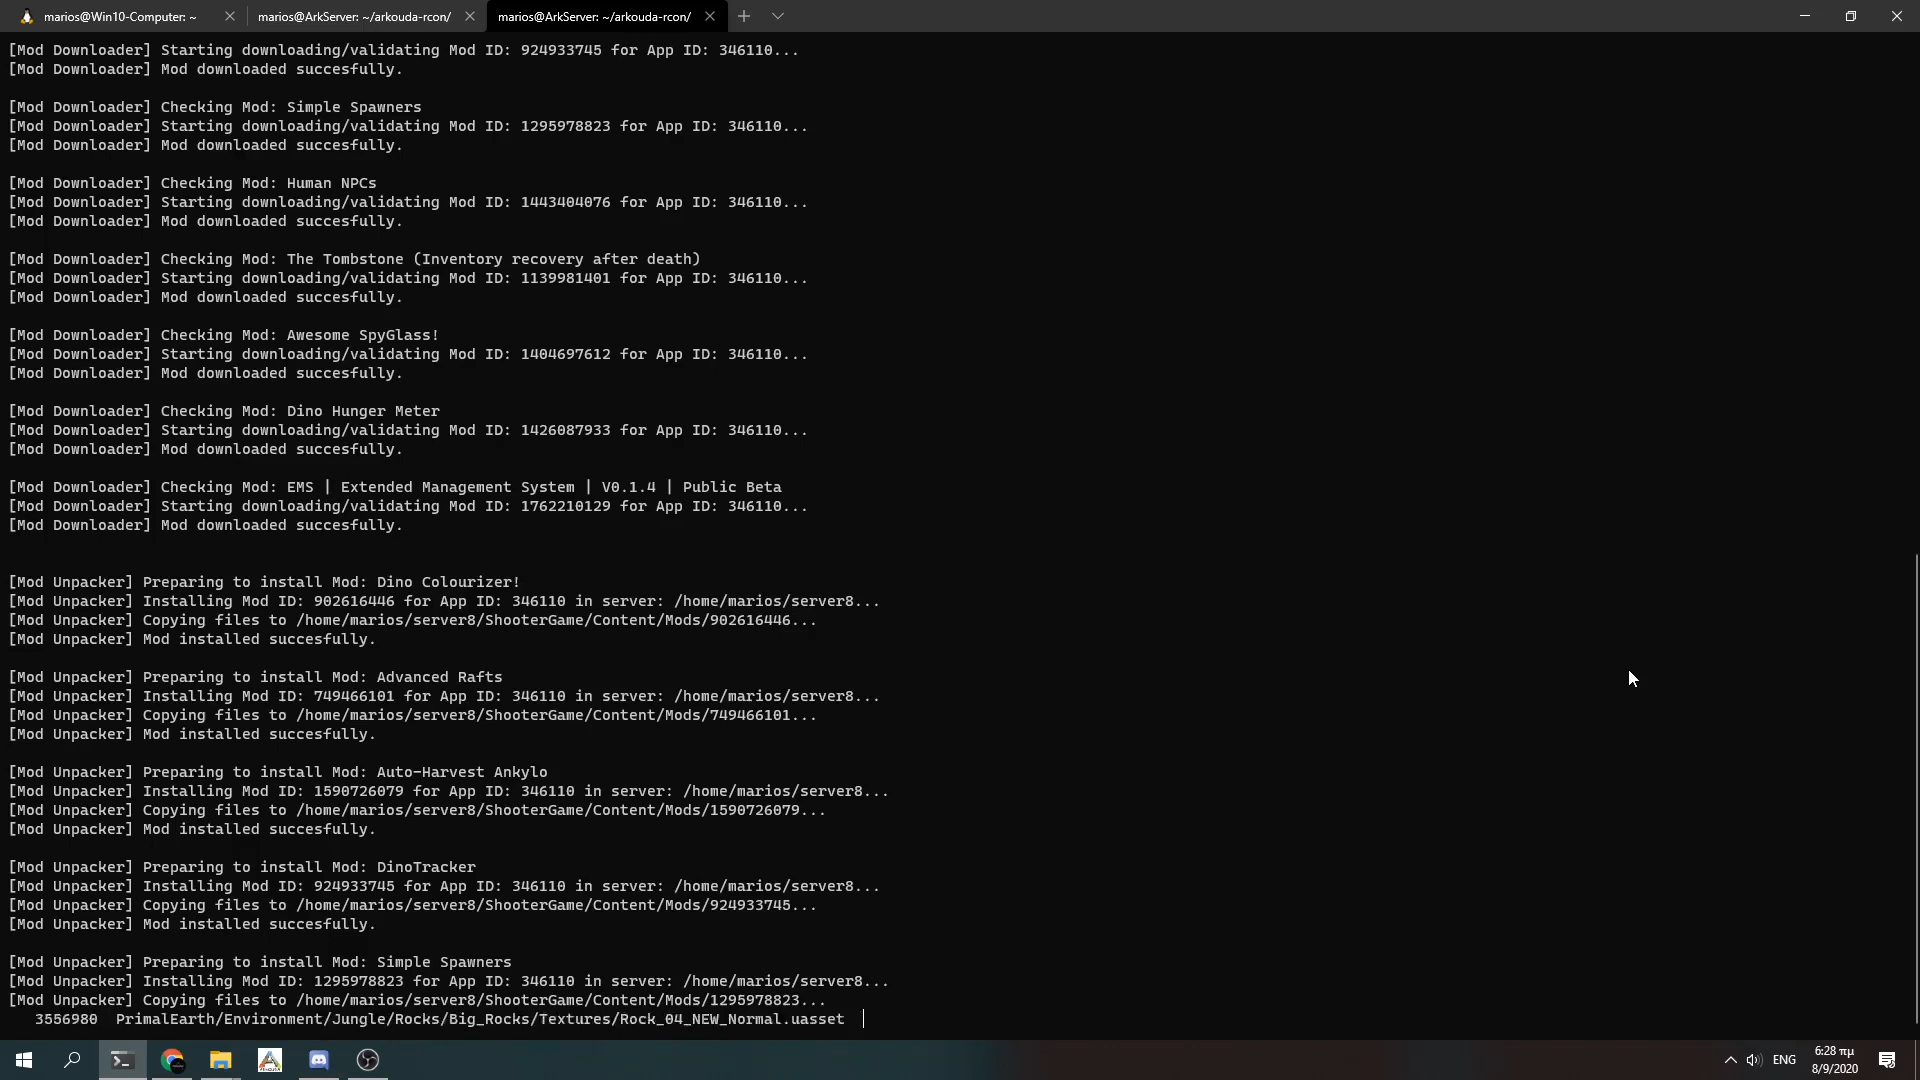 marios@Win10-Computer: ~
marios@ArkServer: ~/arkouda-rcon/
marios@ArkServer: ~/arkouda-rcon/
[Mod Downloader] Starting downloading/validating Mod ID: 924933745 for App ID: 346110...
[Mod Downloader] Mod downloaded succesfully.
[Mod Downloader] Checking Mod: Simple Spawners
[Mod Downloader] Starting downloading/validating Mod ID: 1295978823 for App ID: 346110...
[Mod Downloader] Mod downloaded succesfully.
[Mod Downloader] Checking Mod: Human NPCs
[Mod Downloader] Starting downloading/validating Mod ID: 1443404076 for App ID: 346110...
[Mod Downloader] Mod downloaded succesfully.
[Mod Downloader] Checking Mod: The Tombstone (Inventory recovery after death)
[Mod Downloader] Starting downloading/validating Mod ID: 1139981401 for App ID: 346110...
[Mod Downloader] Mod downloaded succesfully.
[Mod Downloader] Checking Mod: Awesome SpyGlass!
[Mod Downloader] Starting downloading/validating Mod ID: 1404697612 for App ID: 346110...
[Mod Downloader] Mod downloaded succesfully.
[Mod Downloader] Checking Mod: Dino Hunger Meter
[Mod Downloader] Starting downloading/validating Mod ID: 1426087933 for App ID: 346110...
[Mod Downloader] Mod downloaded succesfully.
[Mod Downloader] Checking Mod: EMS | Extended Management System | V0.1.4 | Public Beta
[Mod Downloader] Starting downloading/validating Mod ID: 1762210129 for App ID: 346110...
[Mod Downloader] Mod downloaded succesfully.
[Mod Unpacker] Preparing to install Mod: Dino Colourizer!
[Mod Unpacker] Installing Mod ID: 902616446 for App ID: 346110 in server: /home/marios/server8...
[Mod Unpacker] Copying files to /home/marios/server8/ShooterGame/Content/Mods/902616446...
[Mod Unpacker] Mod installed succesfully.
[Mod Unpacker] Preparing to install Mod: Advanced Rafts
[Mod Unpacker] Installing Mod ID: 749466101 for App ID: 346110 in server: /home/marios/server8...
[Mod Unpacker] Copying files to /home/marios/server8/ShooterGame/Content/Mods/749466101...
[Mod Unpacker] Mod installed succesfully.
[Mod Unpacker] Preparing to install Mod: Auto-Harvest Ankylo
[Mod Unpacker] Installing Mod ID: 1590726079 for App ID: 346110 in server: /home/marios/server8...
[Mod Unpacker] Copying files to /home/marios/server8/ShooterGame/Content/Mods/1590726079...
[Mod Unpacker] Mod installed succesfully.
[Mod Unpacker] Preparing to install Mod: DinoTracker
[Mod Unpacker] Installing Mod ID: 924933745 for App ID: 346110 in server: /home/marios/server8...
[Mod Unpacker] Copying files to /home/marios/server8/ShooterGame/Content/Mods/924933745...
[Mod Unpacker] Mod installed succesfully.
[Mod Unpacker] Preparing to install Mod: Simple Spawners
[Mod Unpacker] Installing Mod ID: 1295978823 for App ID: 346110 in server: /home/marios/server8...
[Mod Unpacker] Copying files to /home/marios/server8/ShooterGame/Content/Mods/1295978823...
3556980 PrimalEarth/Environment/Jungle/Rocks/Big_Rocks/Textures/Rock_04_NEW_Normal.uasset
ENG
6:28 πμ
8/9/2020